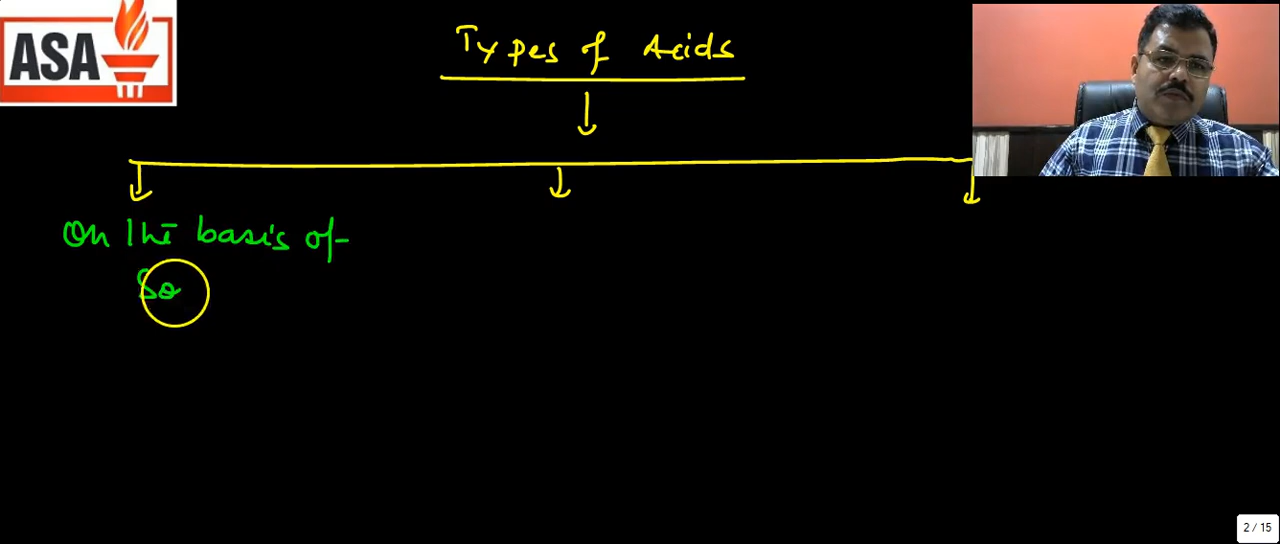 ASA
Types of Acids
On the basis of
So
2 / 15